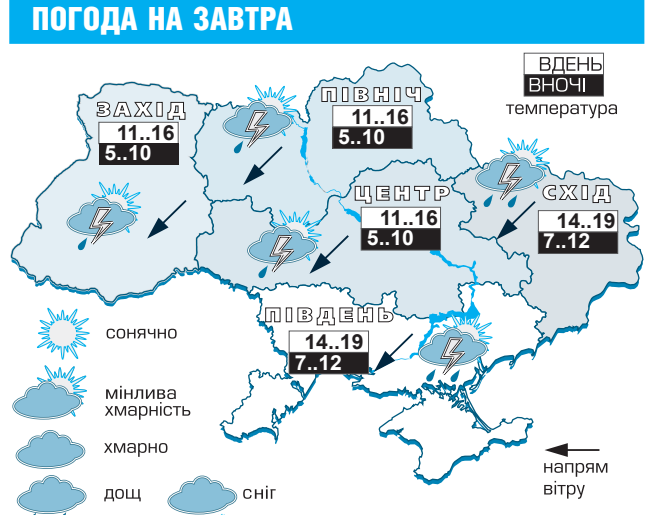 ПОГОДА НА ЗАВТРА
ВДЕНЬ
ВНОЧІ
температура
ЗАХІД
11..16
5..10
ПІВНІЧ
11..16
5..10
ЦЕНТР
11..16
5..10
СХІД
14..19
7..12
ПІВДЕНЬ
14..19
7..12
сонячно
мінлива
хмарність
хмарно
дощ
сніг
напрям
вітру